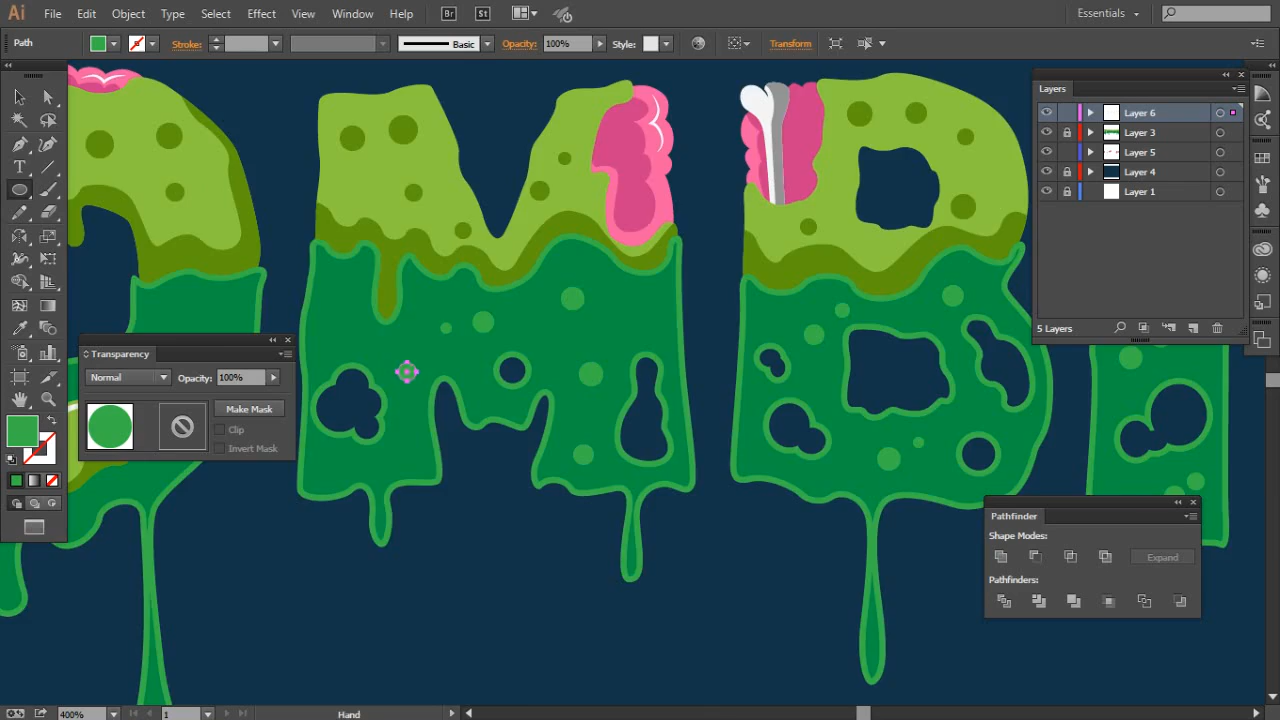 Ai File Edit Object Type Select Effect View Window Help Br St Essentials
Path Stroke: Basic Opacity: 100% Style: Transform
Layers
Layer 6
Layer 3
Layer 5
Layer 4
Layer 1
5 Layers
Transparency
Normal Opacity: 100%
Make Mask
Clip
Invert Mask
MB
Pathfinder
Shape Modes:
Expand
Pathfinders:
400% 1 Hand